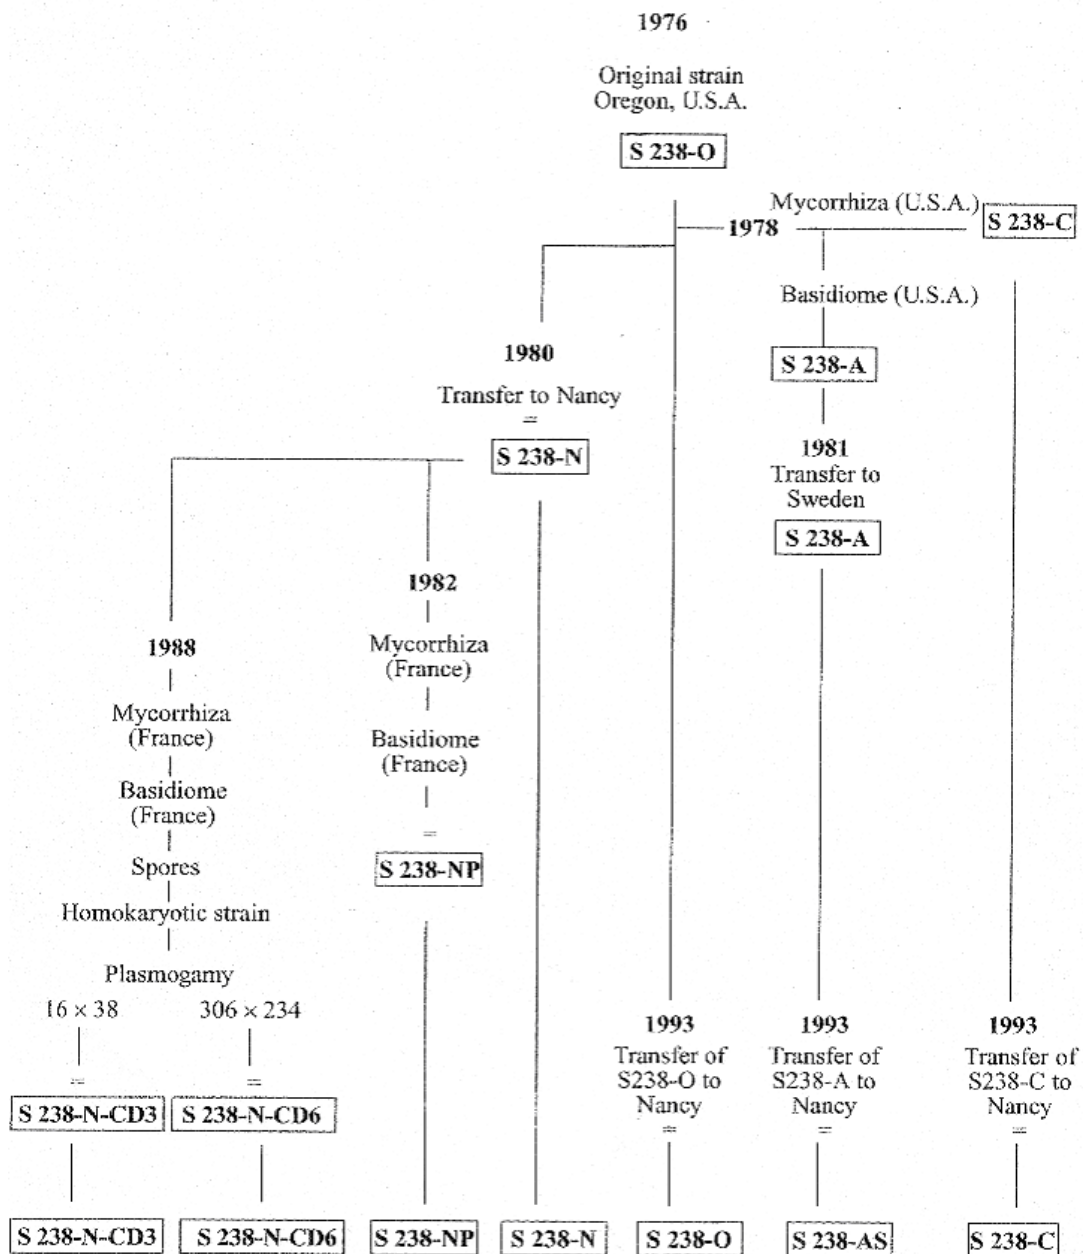 1976
Original strain
Oregon, U.S.A.
S 238-O
Mycorrhiza (U.S.A.)
1978
S 238-C
Basidiome (U.S.A.)
S 238-A
1980
Transfer to Nancy
=
S 238-N
1981
Transfer to
Sweden
S 238-A
1982
Mycorrhiza
(France)
Basidiome
(France)
=
S 238-NP
1988
Mycorrhiza
(France)
Basidiome
(France)
Spores
Homokaryotic strain
Plasmogamy
16 × 38
306 × 234
=
=
S 238-N-CD3
S 238-N-CD6
1993
Transfer of
S238-O to
Nancy
=
1993
Transfer of
S238-A to
Nancy
=
1993
Transfer of
S238-C to
Nancy
=
S 238-N-CD3
S 238-N-CD6
S 238-NP
S 238-N
S 238-O
S 238-AS
S 238-C